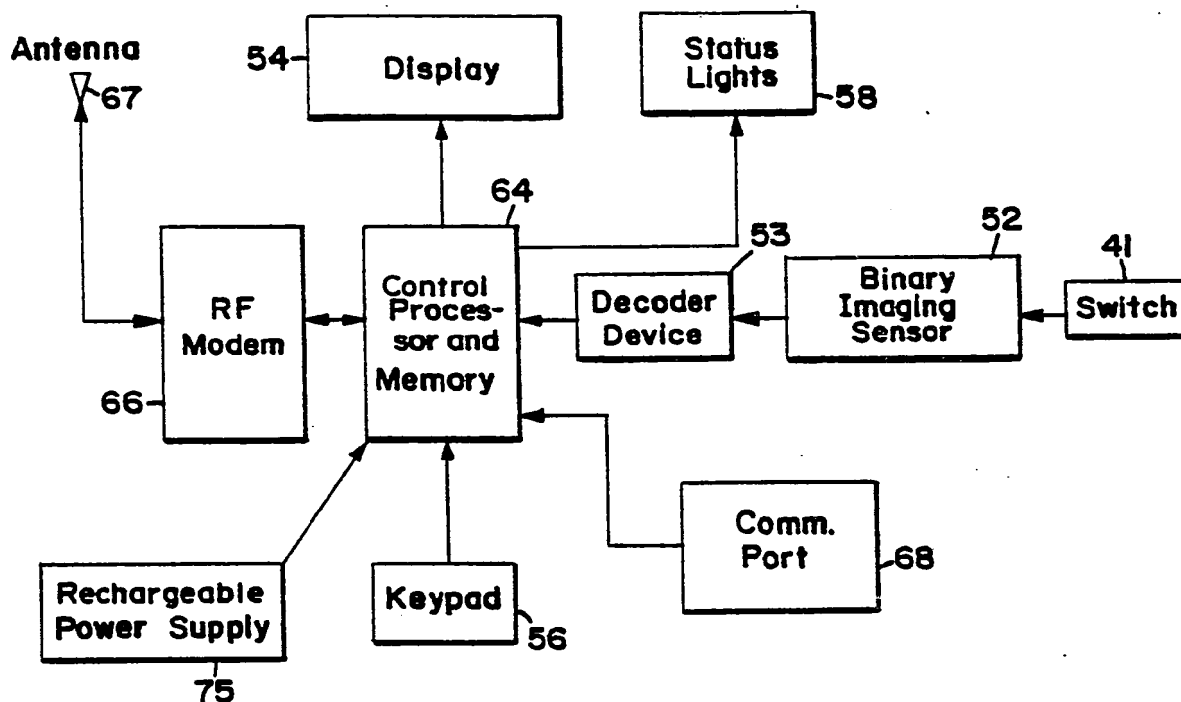 Antenna
67
54
Display
Status
Lights
58
64
Control
Proces-
sor and
Memory
RF
Modem
66
53
Decoder
Device
52
Binary
Imaging
Sensor
41
Switch
Comm.
Port
68
Rechargeable
Power Supply
75
Keypad
56